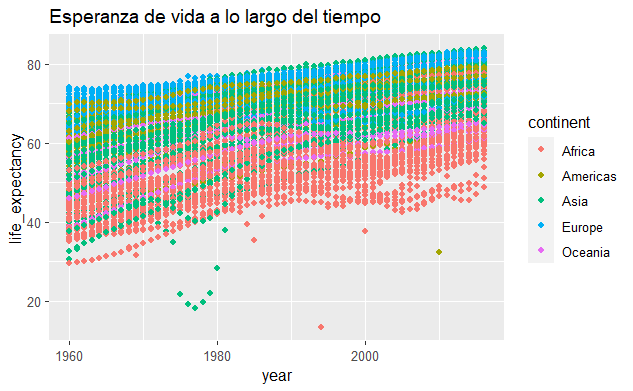 Esperanza de vida a lo largo del tiempo
80
60
40
20
life_expectancy
1960
1980
2000
year
continent
Africa
Americas
Asia
Europe
Oceania